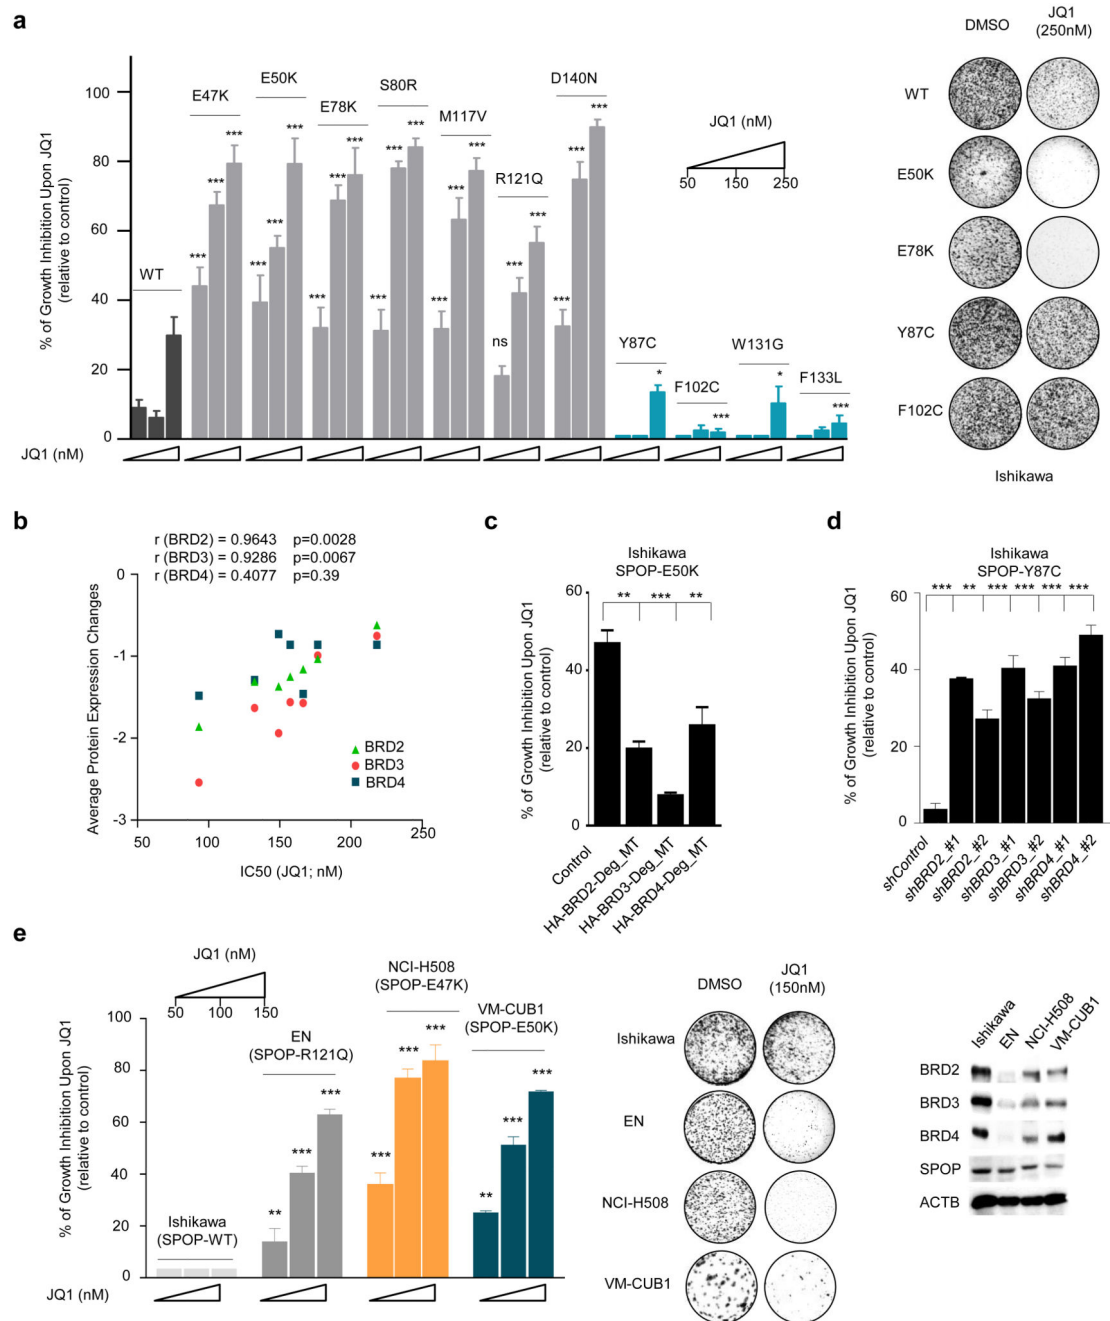 a
DMSO
JQ1
(250nM)
% of Growth Inhibition Upon JQ1
(relative to control)
100
80
60
40
20
0
WT
E47K
E50K
E78K
S80R
M117V
R121Q
D140N
Y87C
F102C
W131G
F133L
*** *** ***
*** *** ***
*** *** ***
*** *** ***
*** *** ***
ns *** ***
*** *** ***
*
***
*
***
JQ1 (nM)
50 150 250
JQ1 (nM)
WT
E50K
E78K
Y87C
F102C
Ishikawa
b
r (BRD2) = 0.9643 p=0.0028
r (BRD3) = 0.9286 p=0.0067
r (BRD4) = 0.4077 p=0.39
Average Protein Expression Changes
0
-1
-2
-3
BRD2
BRD3
BRD4
50 100 150 200 250
IC50 (JQ1; nM)
c
Ishikawa
SPOP-E50K
% of Growth Inhibition Upon JQ1
(relative to control)
60
40
20
0
** *** **
Control
HA-BRD2-Deg_MT
HA-BRD3-Deg_MT
HA-BRD4-Deg_MT
d
Ishikawa
SPOP-Y87C
% of Growth Inhibition Upon JQ1
(relative to control)
60
40
20
0
*** ** *** *** *** ***
shControl
shBRD2_#1
shBRD2_#2
shBRD3_#1
shBRD3_#2
shBRD4_#1
shBRD4_#2
e
JQ1 (nM)
50 100 150
% of Growth Inhibition Upon JQ1
(relative to control)
100
80
60
40
20
0
Ishikawa
(SPOP-WT)
EN
(SPOP-R121Q)
** *** ***
NCI-H508
(SPOP-E47K)
*** *** ***
VM-CUB1
(SPOP-E50K)
** *** ***
JQ1 (nM)
DMSO
JQ1
(150nM)
Ishikawa
EN
NCI-H508
VM-CUB1
Ishikawa
EN
NCI-H508
VM-CUB1
BRD2
BRD3
BRD4
SPOP
ACTB